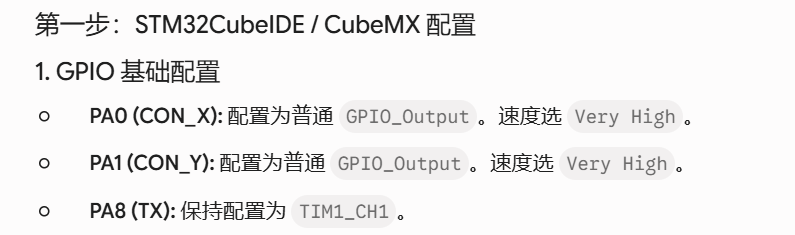 第一步：STM32CubeIDE / CubeMX 配置
1. GPIO 基础配置
PA0 (CON_X): 配置为普通 GPIO_Output 。速度选 Very High 。
PA1 (CON_Y): 配置为普通 GPIO_Output 。速度选 Very High 。
PA8 (TX): 保持配置为 TIM1_CH1 。